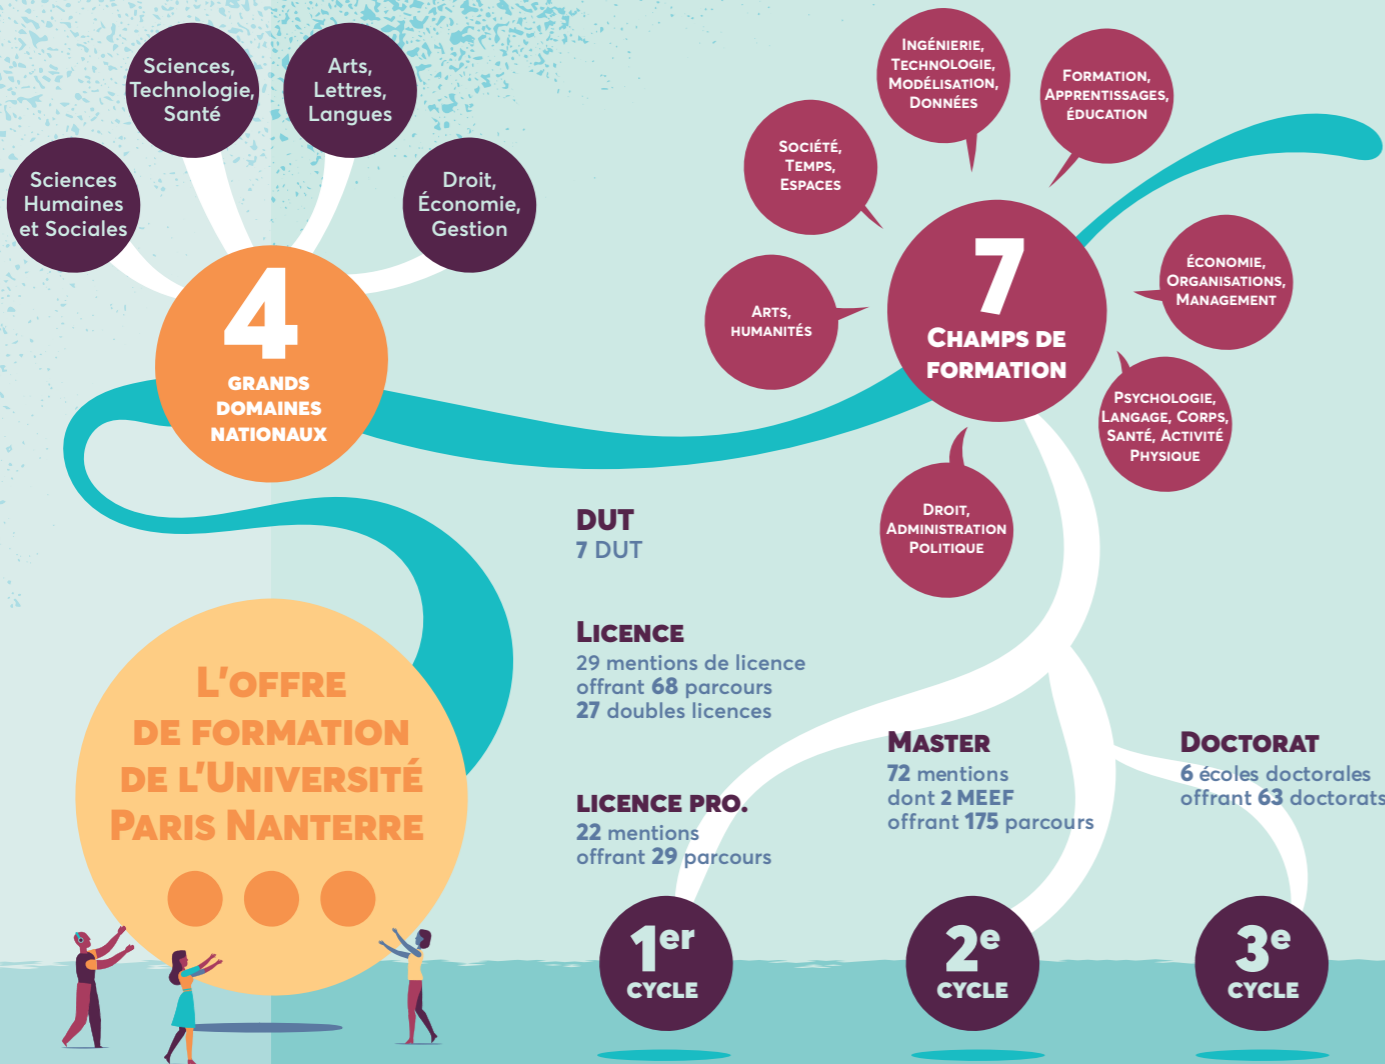 Sciences,
Technologie,
Santé
Arts,
Lettres,
Langues
Sciences
Humaines
et Sociales
Droit,
Économie,
Gestion
4
GRANDS
DOMAINES
NATIONAUX
INGÉNIERIE,
TECHNOLOGIE,
MODÉLISATION,
DONNÉES
FORMATION,
APPRENTISSAGES,
ÉDUCATION
SOCIÉTÉ,
TEMPS,
ESPACES
ARTS,
HUMANITÉS
7
CHAMPS DE
FORMATION
ÉCONOMIE,
ORGANISATIONS,
MANAGEMENT
PSYCHOLOGIE,
LANGAGE, CORPS,
SANTÉ, ACTIVITÉ
PHYSIQUE
DROIT,
ADMINISTRATION
POLITIQUE
L'OFFRE
DE FORMATION
DE L'UNIVERSITÉ
PARIS NANTERRE
DUT
7 DUT
LICENCE
29 mentions de licence
offrant 68 parcours
27 doubles licences
LICENCE PRO.
22 mentions
offrant 29 parcours
MASTER
72 mentions
dont 2 MEEF
offrant 175 parcours
DOCTORAT
6 écoles doctorales
offrant 63 doctorats
1er
CYCLE
2e
CYCLE
3e
CYCLE